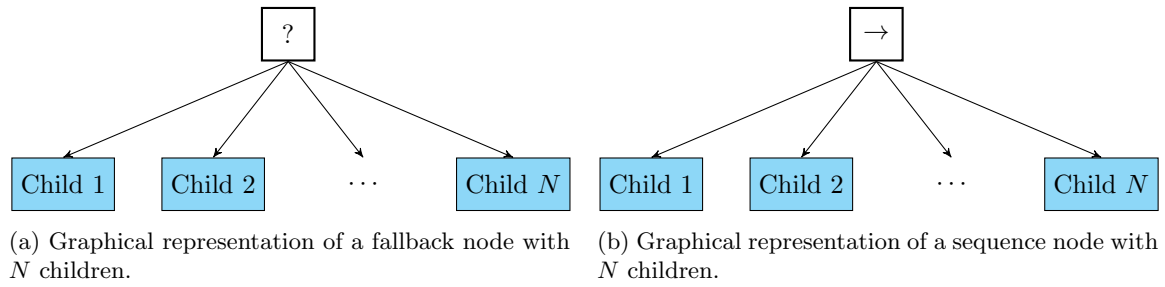 ?
Child 1
Child 2
...
Child N
(a) Graphical representation of a fallback node with
N children.
→
Child 1
Child 2
...
Child N
(b) Graphical representation of a sequence node with
N children.